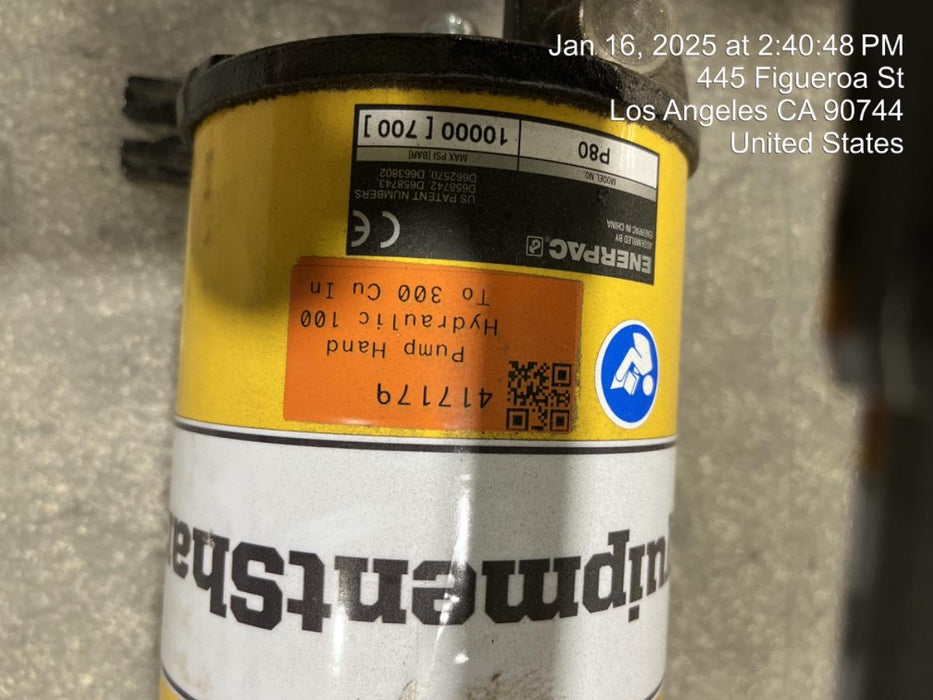 Jan 16, 2025 at 2:40:48 PM
445 Figueroa St
Los Angeles CA 90744
United States
EquipmentSha
417179
Pump Hand
Hydraulic 100
To 300 Cu In
ENERPAC
ASSEMBLED BY
ENERPAC IN CHINA
CE
US PATENT NUMBERS
D658742, D658743
D662570, D663802
MODEL NO.
MAX PSI [BAR]
P80
10000 [ 700 ]